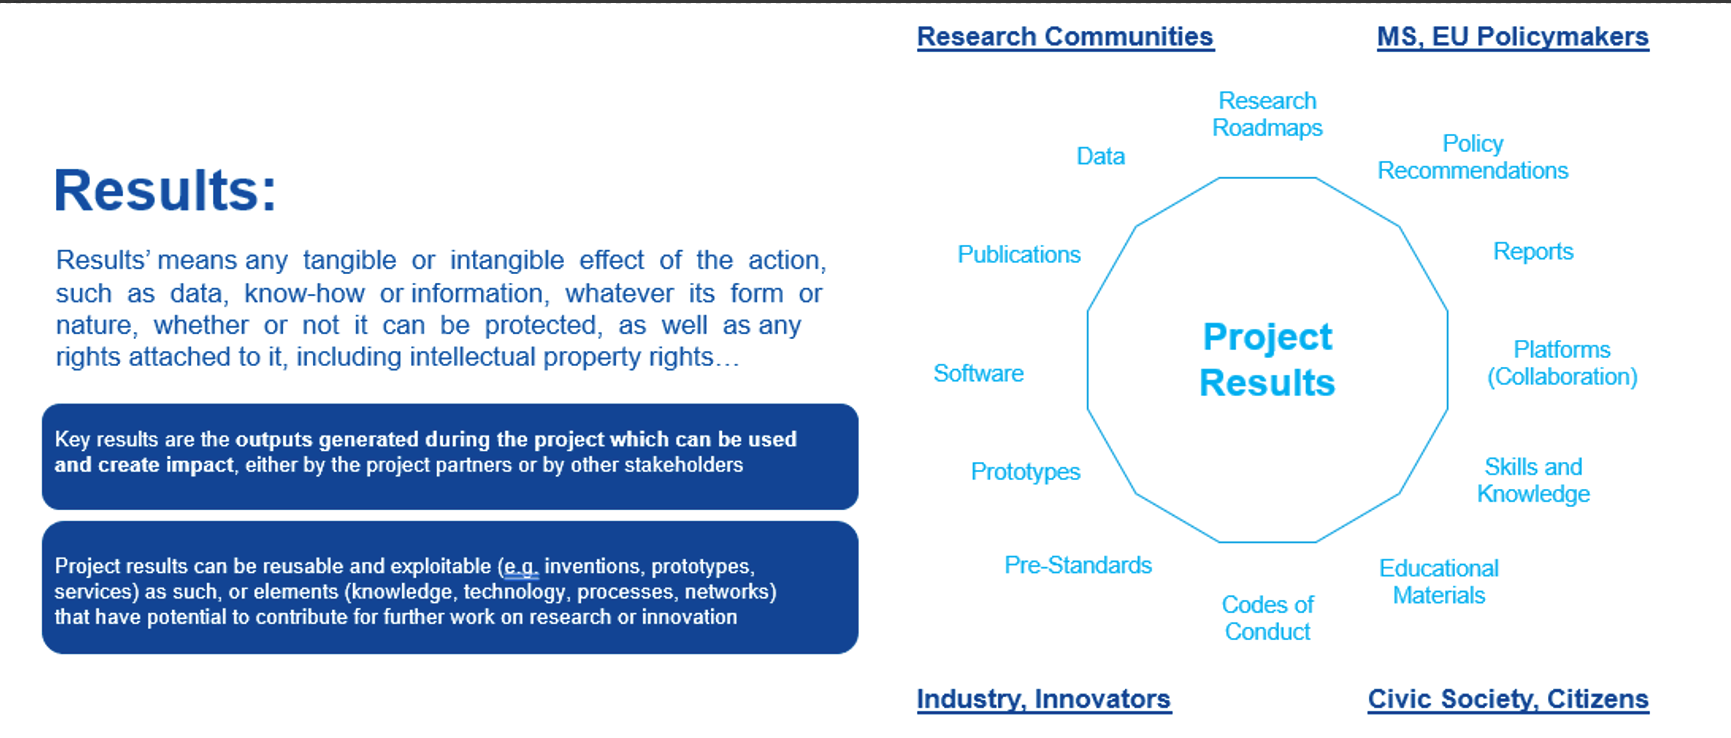 Results:
Results’ means any tangible or intangible effect of the action,
such as data, know-how or information, whatever its form or
nature, whether or not it can be protected, as well as any
rights attached to it, including intellectual property rights…
Key results are the outputs generated during the project which can be used
and create impact, either by the project partners or by other stakeholders
Project results can be reusable and exploitable (e.g. inventions, prototypes,
services) as such, or elements (knowledge, technology, processes, networks)
that have potential to contribute for further work on research or innovation
Research Communities
MS, EU Policymakers
Research
Roadmaps
Policy
Recommendations
Reports
Platforms
(Collaboration)
Skills and
Knowledge
Educational
Materials
Codes of
Conduct
Pre-Standards
Prototypes
Software
Publications
Data
Project
Results
Industry, Innovators
Civic Society, Citizens